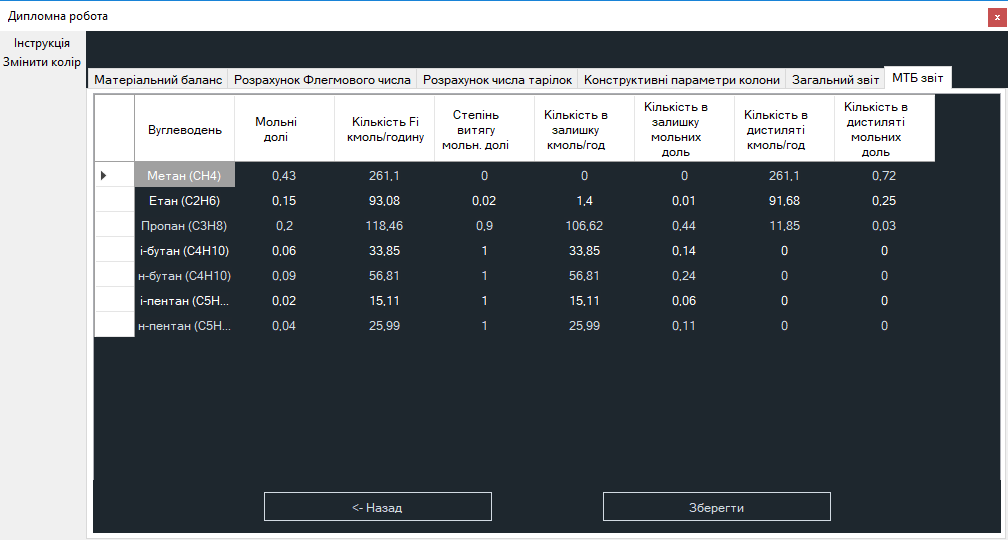 Дипломна робота
x
Інструкція
Змінити колір
Матеріальний баланс Розрахунок Флегмового числа Розрахунок числа тарілок Конструктивні параметри колони Загальний звіт МТБ звіт
Вуглеводень
Мольні
долі
Кількість Fi
кмоль/годину
Степінь
витягу
мольн. долі
Кількість в
залишку
кмоль/год
Кількість в
залишку
мольних
доль
Кількість в
дистиляті
кмоль/год
Кількість в
дистиляті
мольних
доль
Метан (CH4) 0,43 261,1 0 0 0 261,1 0,72
Етан (C2H6) 0,15 93,08 0,02 1,4 0,01 91,68 0,25
Пропан (C3H8) 0,2 118,46 0,9 106,62 0,44 11,85 0,03
і-бутан (C4H10) 0,06 33,85 1 33,85 0,14 0 0
н-бутан (C4H10) 0,09 56,81 1 56,81 0,24 0 0
і-пентан (C5H... 0,02 15,11 1 15,11 0,06 0 0
н-пентан (C5H... 0,04 25,99 1 25,99 0,11 0 0
<- Назад Зберегти